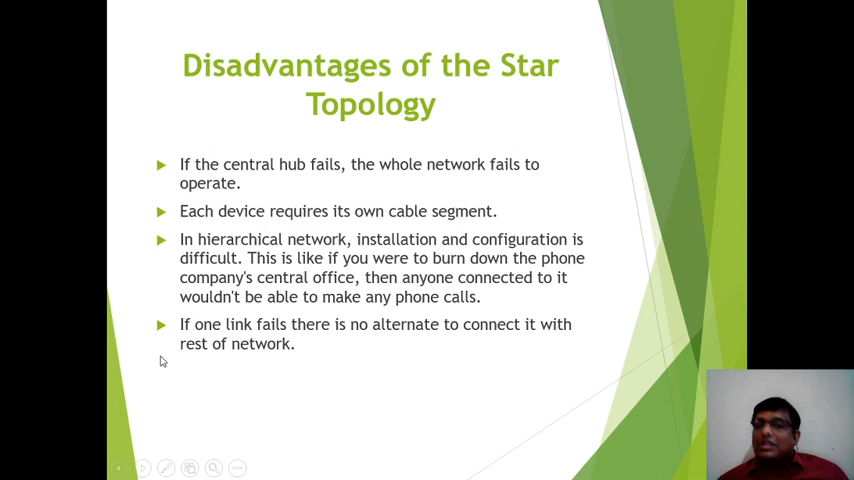 Disadvantages of the Star
Topology
If the central hub fails, the whole network fails to
operate.
Each device requires its own cable segment.
In hierarchical network, installation and configuration is
difficult. This is like if you were to burn down the phone
company's central office, then anyone connected to it
wouldn't be able to make any phone calls.
If one link fails there is no alternate to connect it with
rest of network.